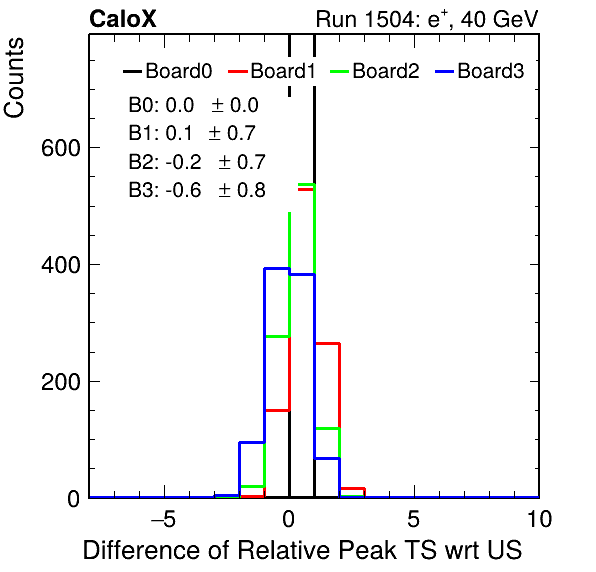 CaloX Run 1504: e⁺, 40 GeV
Counts
Board0 Board1 Board2 Board3
B0: 0.0 ± 0.0
B1: 0.1 ± 0.7
B2: -0.2 ± 0.7
B3: -0.6 ± 0.8
600
400
200
0
−5 0 5 10
Difference of Relative Peak TS wrt US